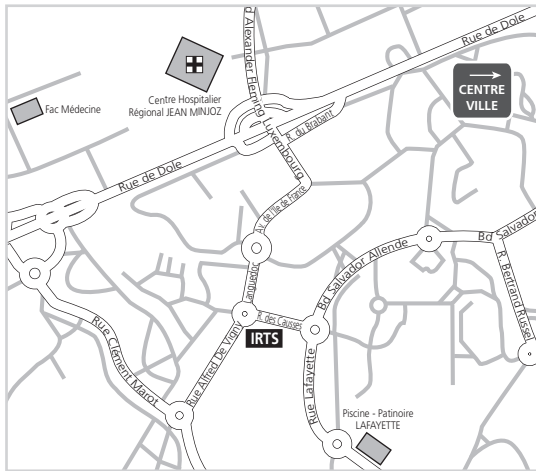 Bd Alexander Fleming
Rue de Dole
CENTRE
VILLE
Centre Hospitalier
Régional JEAN MINJOZ
Fac Médecine
Luxembourg
R. du Brabant
Rue de Dole
Av. de l'Ile de France
Languedoc
Bd Salvador Allende
Bd Salvador
R. Bertrand Russel
R. des Causses
IRTS
Rue Clément Marot
Rue Alfred De Vigny
Rue Lafayette
Piscine - Patinoire
LAFAYETTE